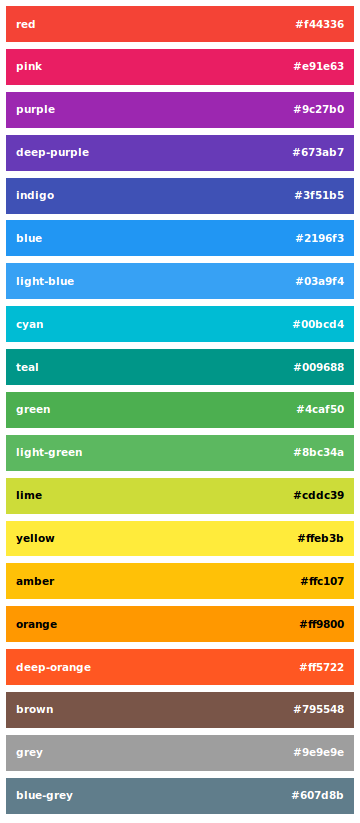 red #f44336
pink #e91e63
purple #9c27b0
deep-purple #673ab7
indigo #3f51b5
blue #2196f3
light-blue #03a9f4
cyan #00bcd4
teal #009688
green #4caf50
light-green #8bc34a
lime #cddc39
yellow #ffeb3b
amber #ffc107
orange #ff9800
deep-orange #ff5722
brown #795548
grey #9e9e9e
blue-grey #607d8b